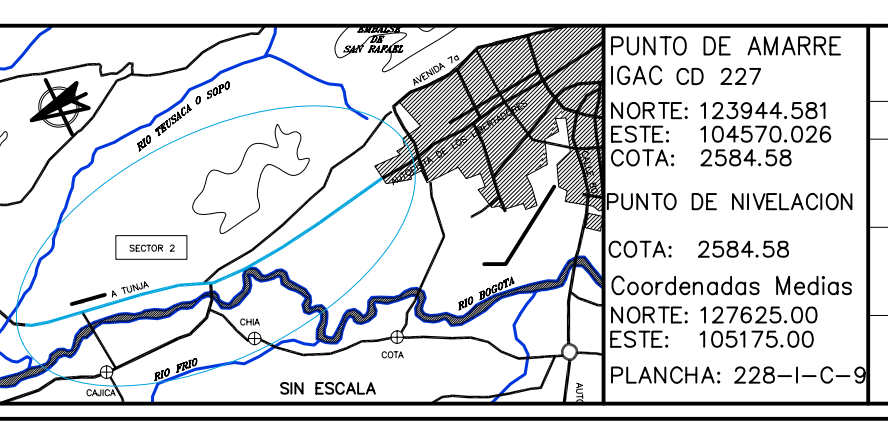 EMBALSE
DE
SAN RAFAEL
AVENIDA 7a
RIO TEUSACA O SOPO
AUTOPISTA DE LOS LIBERTADORES
SECTOR 2
A TUNJA
RIO BOGOTA
CHIA
COTA
RIO FRIO
CAJICA
SIN ESCALA
PUNTO DE AMARRE
IGAC CD 227
NORTE: 123944.581
ESTE: 104570.026
COTA: 2584.58
PUNTO DE NIVELACION
COTA: 2584.58
Coordenadas Medias
NORTE: 127625.00
ESTE: 105175.00
PLANCHA: 228-I-C-9